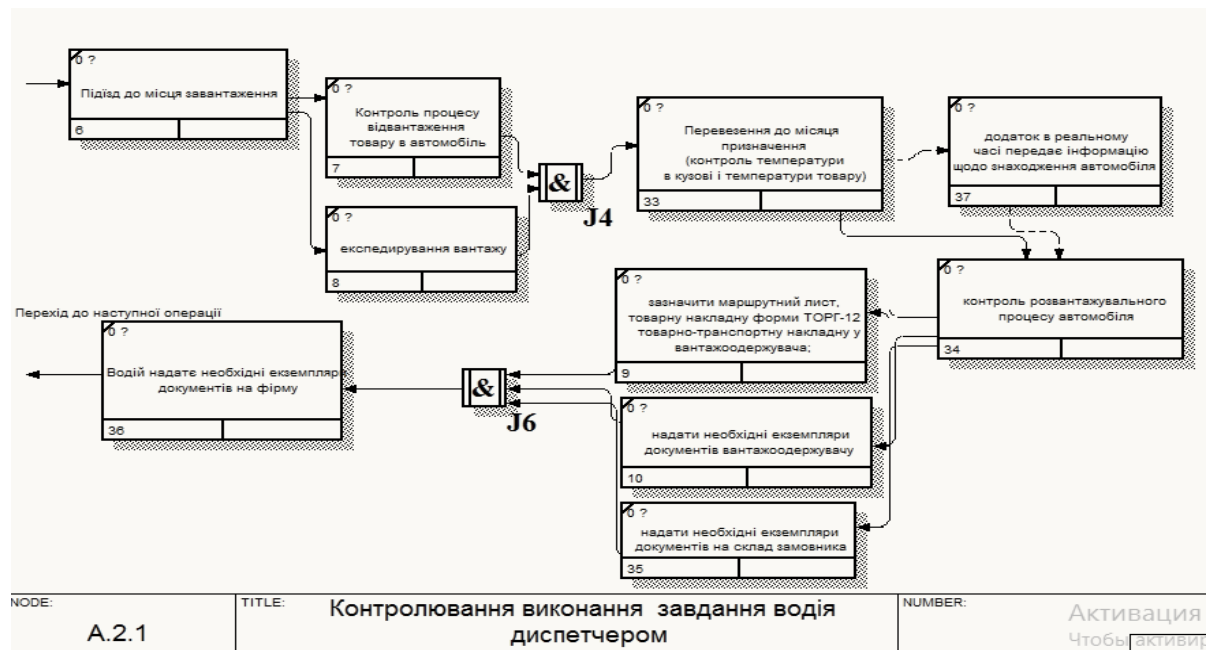 0 ?
Підїзд до місця завантаження
6
0 ?
Контроль процесу
відвантаження
товару в автомобіль
7
0 ?
експедирування вантажу
8
&
J4
0 ?
Перевезення до місяця
призначення
(контроль температури
в кузові і температури товару)
33
0 ?
додаток в реальному
часі передає інформацію
щодо знаходження автомобіля
37
0 ?
контроль розвантажувального
процесу автомобіля
34
0 ?
зазначити маршрутний лист,
товарну накладну форми ТОРГ-12
товарно-транспортну накладну у
вантажоодержувача;
9
0 ?
надати необхідні екземпляри
документів вантажоодержувачу
10
0 ?
надати необхідні екземпляри
документів на склад замовника
35
&
J6
Перехід до наступної операції
0 ?
Водій надатє необхідні екземпляри
документів на фірму
36
NODE:
A.2.1
TITLE:
Контролювання виконання завдання водія
диспетчером
NUMBER:
Активация
Чтобы активир